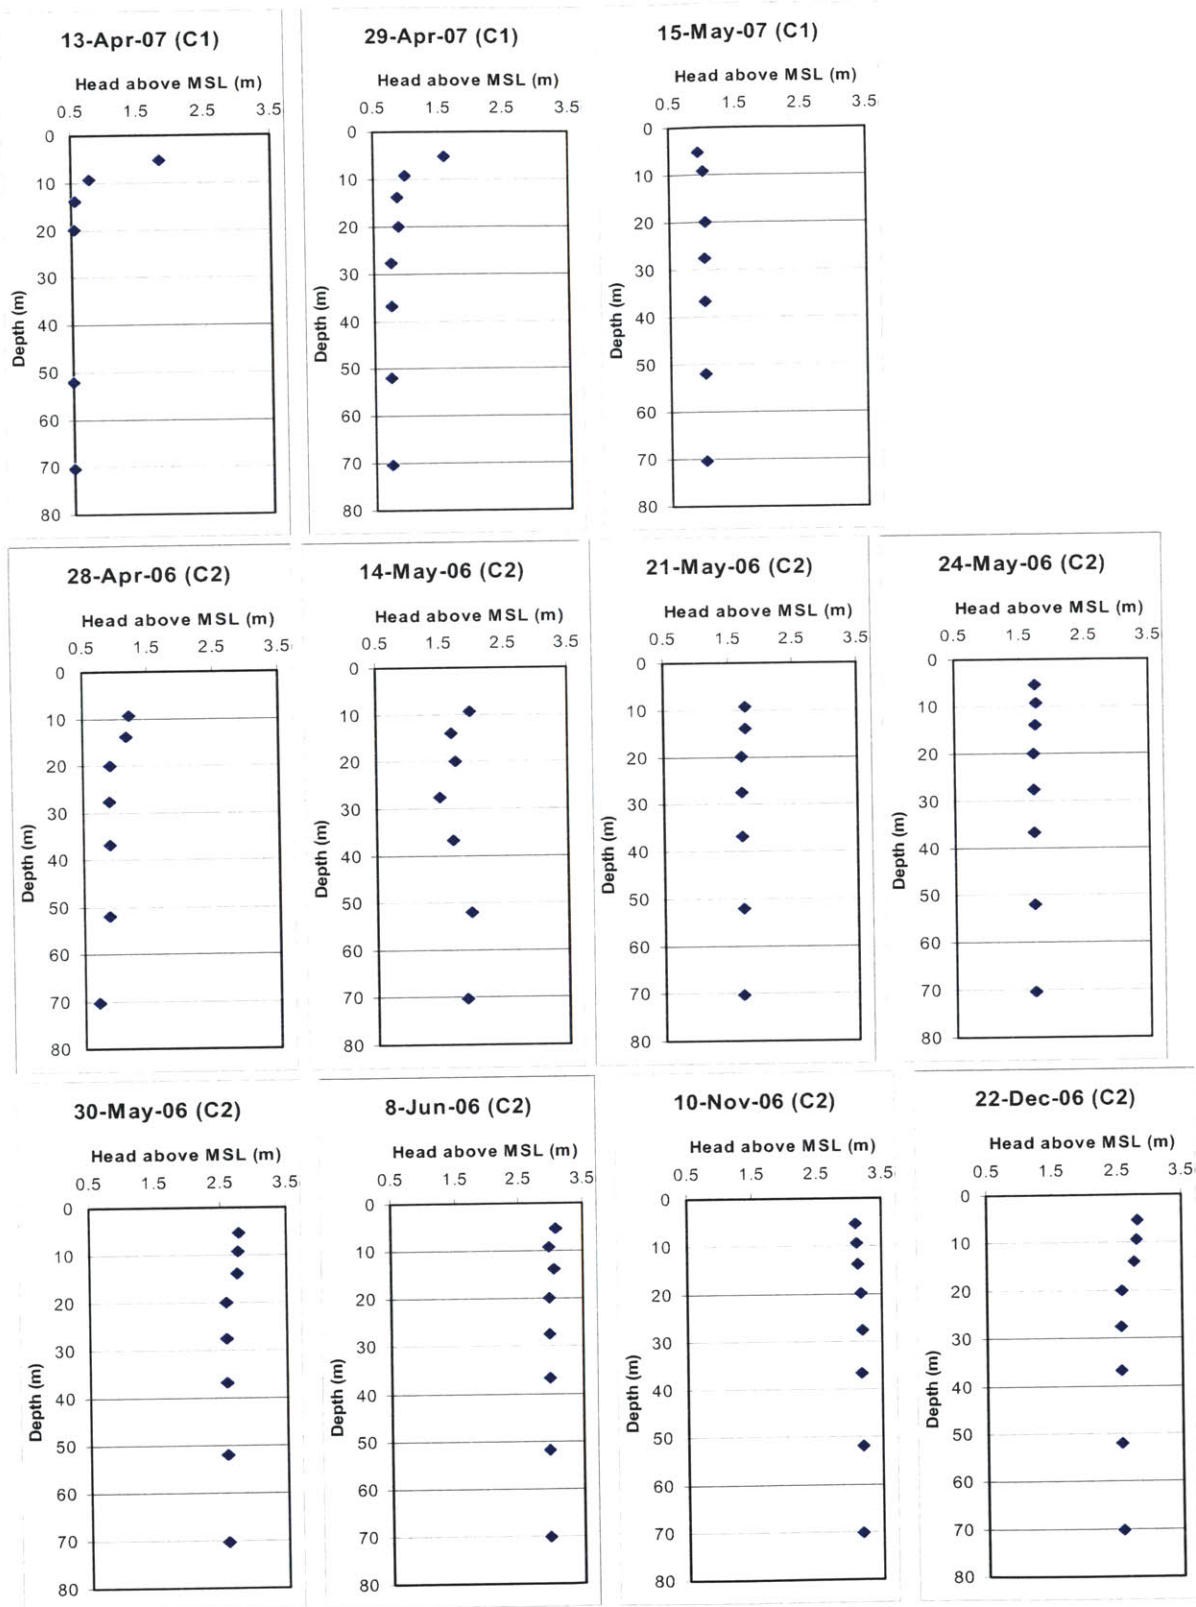 13-Apr-07 (C1)
Head above MSL (m)
0.5 1.5 2.5 3.5
0
10
20
30
40
50
60
70
80
Depth (m)
29-Apr-07 (C1)
Head above MSL (m)
0.5 1.5 2.5 3.5
0
10
20
30
40
50
60
70
80
Depth (m)
15-May-07 (C1)
Head above MSL (m)
0.5 1.5 2.5 3.5
0
10
20
30
40
50
60
70
80
Depth (m)
28-Apr-06 (C2)
Head above MSL (m)
0.5 1.5 2.5 3.5
0
10
20
30
40
50
60
70
80
Depth (m)
14-May-06 (C2)
Head above MSL (m)
0.5 1.5 2.5 3.5
0
10
20
30
40
50
60
70
80
Depth (m)
21-May-06 (C2)
Head above MSL (m)
0.5 1.5 2.5 3.5
0
10
20
30
40
50
60
70
80
Depth (m)
24-May-06 (C2)
Head above MSL (m)
0.5 1.5 2.5 3.5
0
10
20
30
40
50
60
70
80
Depth (m)
30-May-06 (C2)
Head above MSL (m)
0.5 1.5 2.5 3.5
0
10
20
30
40
50
60
70
80
Depth (m)
8-Jun-06 (C2)
Head above MSL (m)
0.5 1.5 2.5 3.5
0
10
20
30
40
50
60
70
80
Depth (m)
10-Nov-06 (C2)
Head above MSL (m)
0.5 1.5 2.5 3.5
0
10
20
30
40
50
60
70
80
Depth (m)
22-Dec-06 (C2)
Head above MSL (m)
0.5 1.5 2.5 3.5
0
10
20
30
40
50
60
70
80
Depth (m)